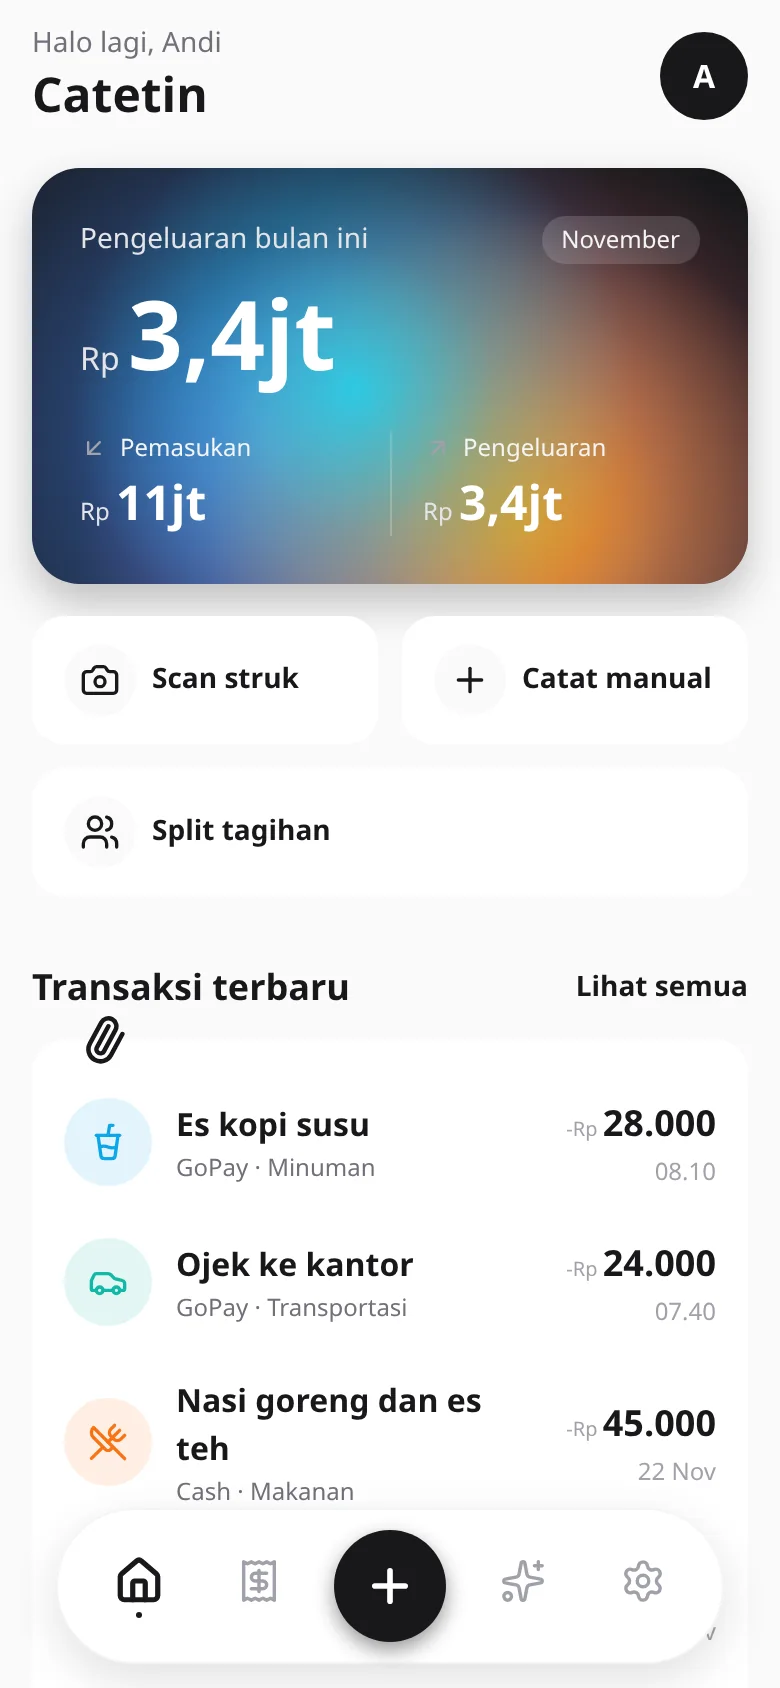 Halo lagi, Andi
Catetin
A
Pengeluaran bulan ini
November
Rp 3,4jt
Pemasukan
Pengeluaran
Rp 11jt
Rp 3,4jt
Scan struk
Catat manual
Split tagihan
Transaksi terbaru
Lihat semua
Es kopi susu
-Rp 28.000
GoPay · Minuman
08.10
Ojek ke kantor
-Rp 24.000
GoPay · Transportasi
07.40
Nasi goreng dan es
teh
-Rp 45.000
22 Nov
Cash · Makanan